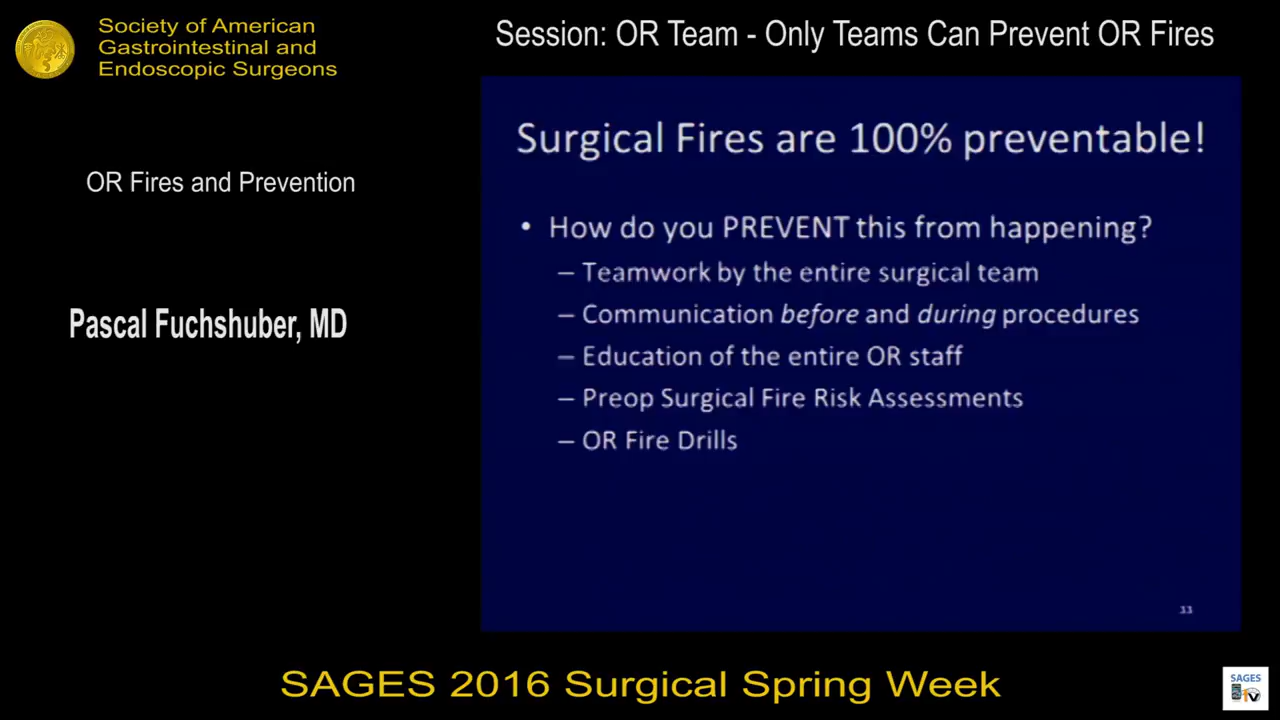 Society of American
Gastrointestinal and
Endoscopic Surgeons
Session: OR Team - Only Teams Can Prevent OR Fires
OR Fires and Prevention
Pascal Fuchshuber, MD
Surgical Fires are 100% preventable!
• How do you PREVENT this from happening?
– Teamwork by the entire surgical team
– Communication before and during procedures
– Education of the entire OR staff
– Preop Surgical Fire Risk Assessments
– OR Fire Drills
33
SAGES 2016 Surgical Spring Week
SAGES
TV